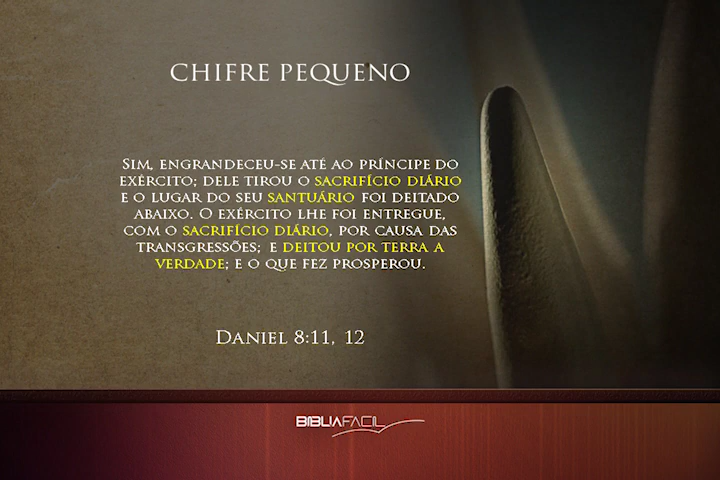 CHIFRE PEQUENO
SIM, ENGRANDECEU-SE ATÉ AO PRÍNCIPE DO
EXÉRCITO; DELE TIROU O SACRIFÍCIO DIÁRIO
E O LUGAR DO SEU SANTUÁRIO FOI DEITADO
ABAIXO. O EXÉRCITO LHE FOI ENTREGUE,
COM O SACRIFÍCIO DIÁRIO, POR CAUSA DAS
TRANSGRESSÕES; E DEITOU POR TERRA A
VERDADE; E O QUE FEZ PROSPEROU.
DANIEL 8:11, 12
BIBLIAFACIL